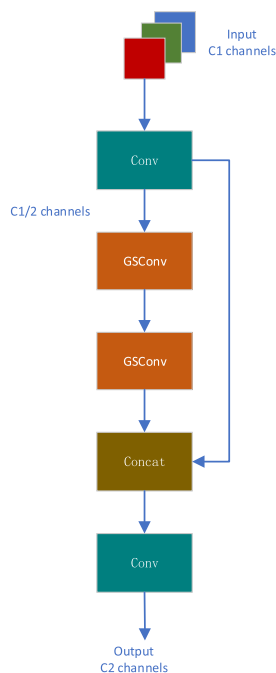 Input
C1 channels
Conv
C1/2 channels
GSConv
GSConv
Concat
Conv
Output
C2 channels